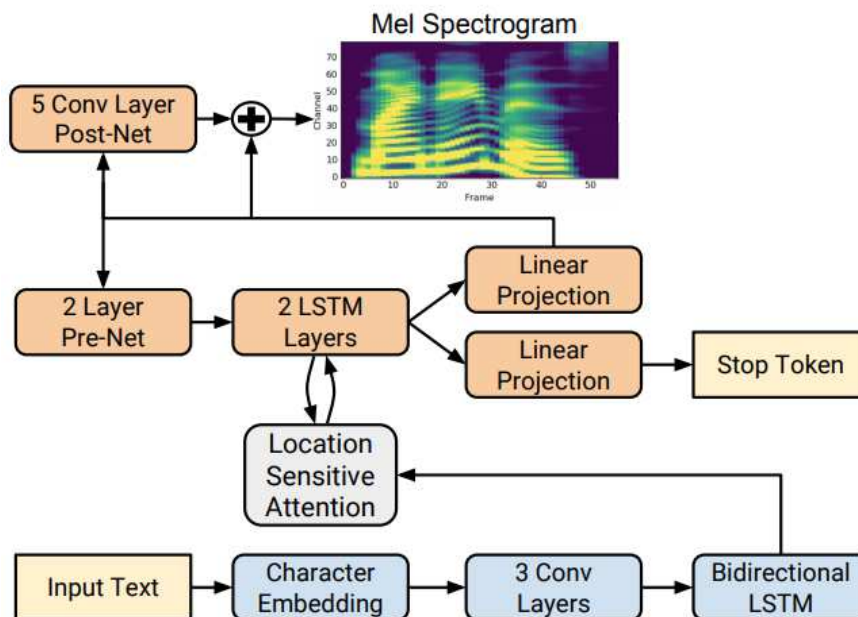 Mel Spectrogram
70
60
50
40
30
20
10
0
Channel
0
10
20
30
40
50
Frame
5 Conv Layer
Post-Net
2 Layer
Pre-Net
2 LSTM
Layers
Linear
Projection
Linear
Projection
Stop Token
Location
Sensitive
Attention
Input Text
Character
Embedding
3 Conv
Layers
Bidirectional
LSTM